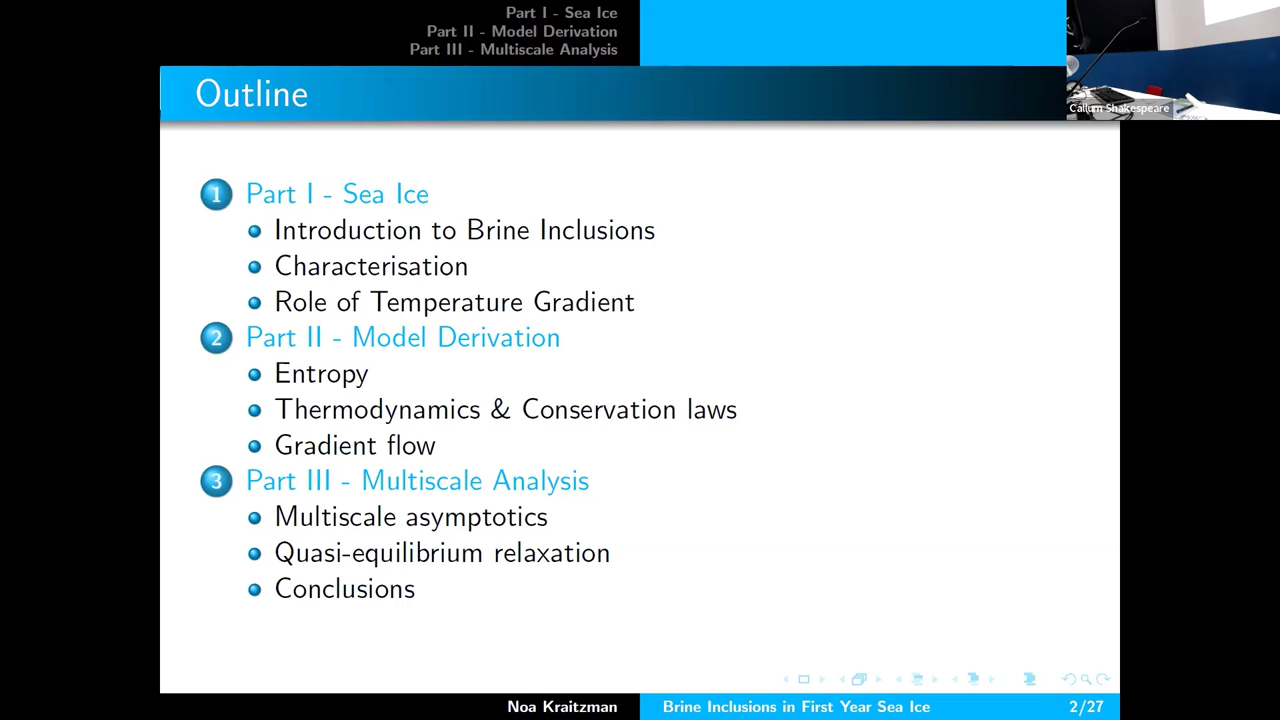 Part I - Sea Ice
Part II - Model Derivation
Part III - Multiscale Analysis
Outline
Callum Shakespeare
1 Part I - Sea Ice
Introduction to Brine Inclusions
Characterisation
Role of Temperature Gradient
2 Part II - Model Derivation
Entropy
Thermodynamics & Conservation laws
Gradient flow
3 Part III - Multiscale Analysis
Multiscale asymptotics
Quasi-equilibrium relaxation
Conclusions
Noa Kraitzman Brine Inclusions in First Year Sea Ice 2/27